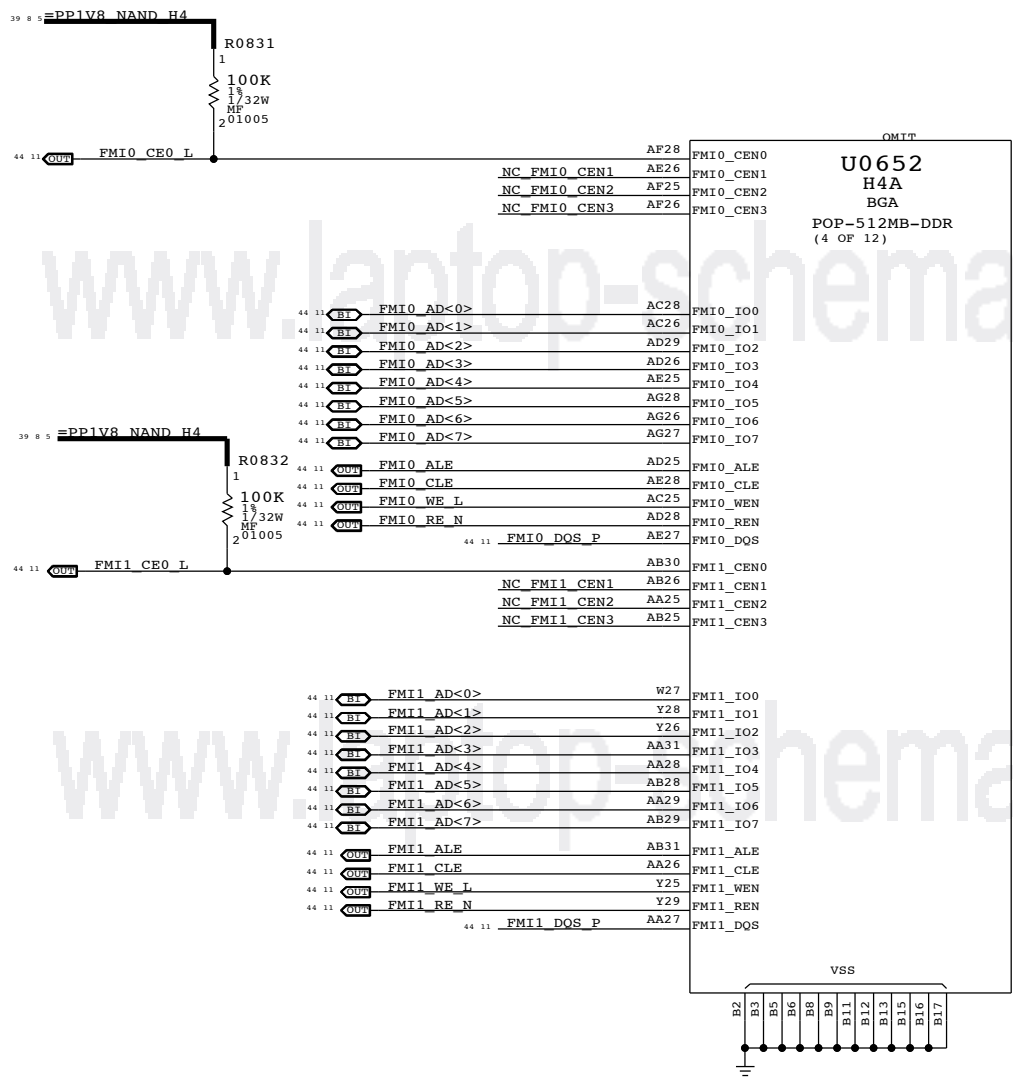 39 8 5 =PP1V8_NAND_H4
R0831
1
100K
1%
1/32W
MF
01005
2
44 11 OUT FMI0_CE0_L AF28 FMI0_CEN0
OMIT
U0652
H4A
BGA
POP-512MB-DDR
(4 OF 12)
NC_FMI0_CEN1 AE26 FMI0_CEN1
NC_FMI0_CEN2 AF25 FMI0_CEN2
NC_FMI0_CEN3 AF26 FMI0_CEN3
www.laptop-schema
44 11 BI FMI0_AD<0> AC28 FMI0_IO0
44 11 BI FMI0_AD<1> AC26 FMI0_IO1
44 11 BI FMI0_AD<2> AD29 FMI0_IO2
44 11 BI FMI0_AD<3> AD26 FMI0_IO3
44 11 BI FMI0_AD<4> AE25 FMI0_IO4
44 11 BI FMI0_AD<5> AG28 FMI0_IO5
44 11 BI FMI0_AD<6> AG26 FMI0_IO6
44 11 BI FMI0_AD<7> AG27 FMI0_IO7
39 8 5 =PP1V8_NAND_H4
R0832
1
100K
1%
1/32W
MF
01005
2
44 11 OUT FMI0_ALE AD25 FMI0_ALE
44 11 OUT FMI0_CLE AE28 FMI0_CLE
44 11 OUT FMI0_WE_L AC25 FMI0_WEN
44 11 OUT FMI0_RE_N AD28 FMI0_REN
44 11 FMI0_DQS_P AE27 FMI0_DQS
44 11 OUT FMI1_CE0_L AB30 FMI1_CEN0
NC_FMI1_CEN1 AB26 FMI1_CEN1
NC_FMI1_CEN2 AA25 FMI1_CEN2
NC_FMI1_CEN3 AB25 FMI1_CEN3
44 11 BI FMI1_AD<0> W27 FMI1_IO0
44 11 BI FMI1_AD<1> Y28 FMI1_IO1
44 11 BI FMI1_AD<2> Y26 FMI1_IO2
44 11 BI FMI1_AD<3> AA31 FMI1_IO3
44 11 BI FMI1_AD<4> AA28 FMI1_IO4
44 11 BI FMI1_AD<5> AB28 FMI1_IO5
44 11 BI FMI1_AD<6> AA29 FMI1_IO6
44 11 BI FMI1_AD<7> AB29 FMI1_IO7
www.laptop-schema
44 11 OUT FMI1_ALE AB31 FMI1_ALE
44 11 OUT FMI1_CLE AA26 FMI1_CLE
44 11 OUT FMI1_WE_L Y25 FMI1_WEN
44 11 OUT FMI1_RE_N Y29 FMI1_REN
44 11 FMI1_DQS_P AA27 FMI1_DQS
VSS
B2 B3 B5 B6 B8 B9 B11 B12 B13 B15 B16 B17